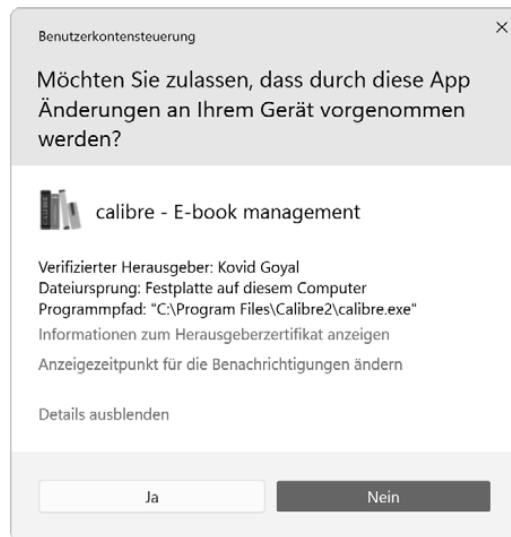 Benutzerkontensteuerung
Möchten Sie zulassen, dass durch diese App
Änderungen an Ihrem Gerät vorgenommen
werden?
calibre - E-book management
Verifizierter Herausgeber: Kovid Goyal
Dateiursprung: Festplatte auf diesem Computer
Programmpfad: "C:\Program Files\Calibre2\calibre.exe"
Informationen zum Herausgeberzertifikat anzeigen
Anzeigezeitpunkt für die Benachrichtigungen ändern
Details ausblenden
Ja
Nein